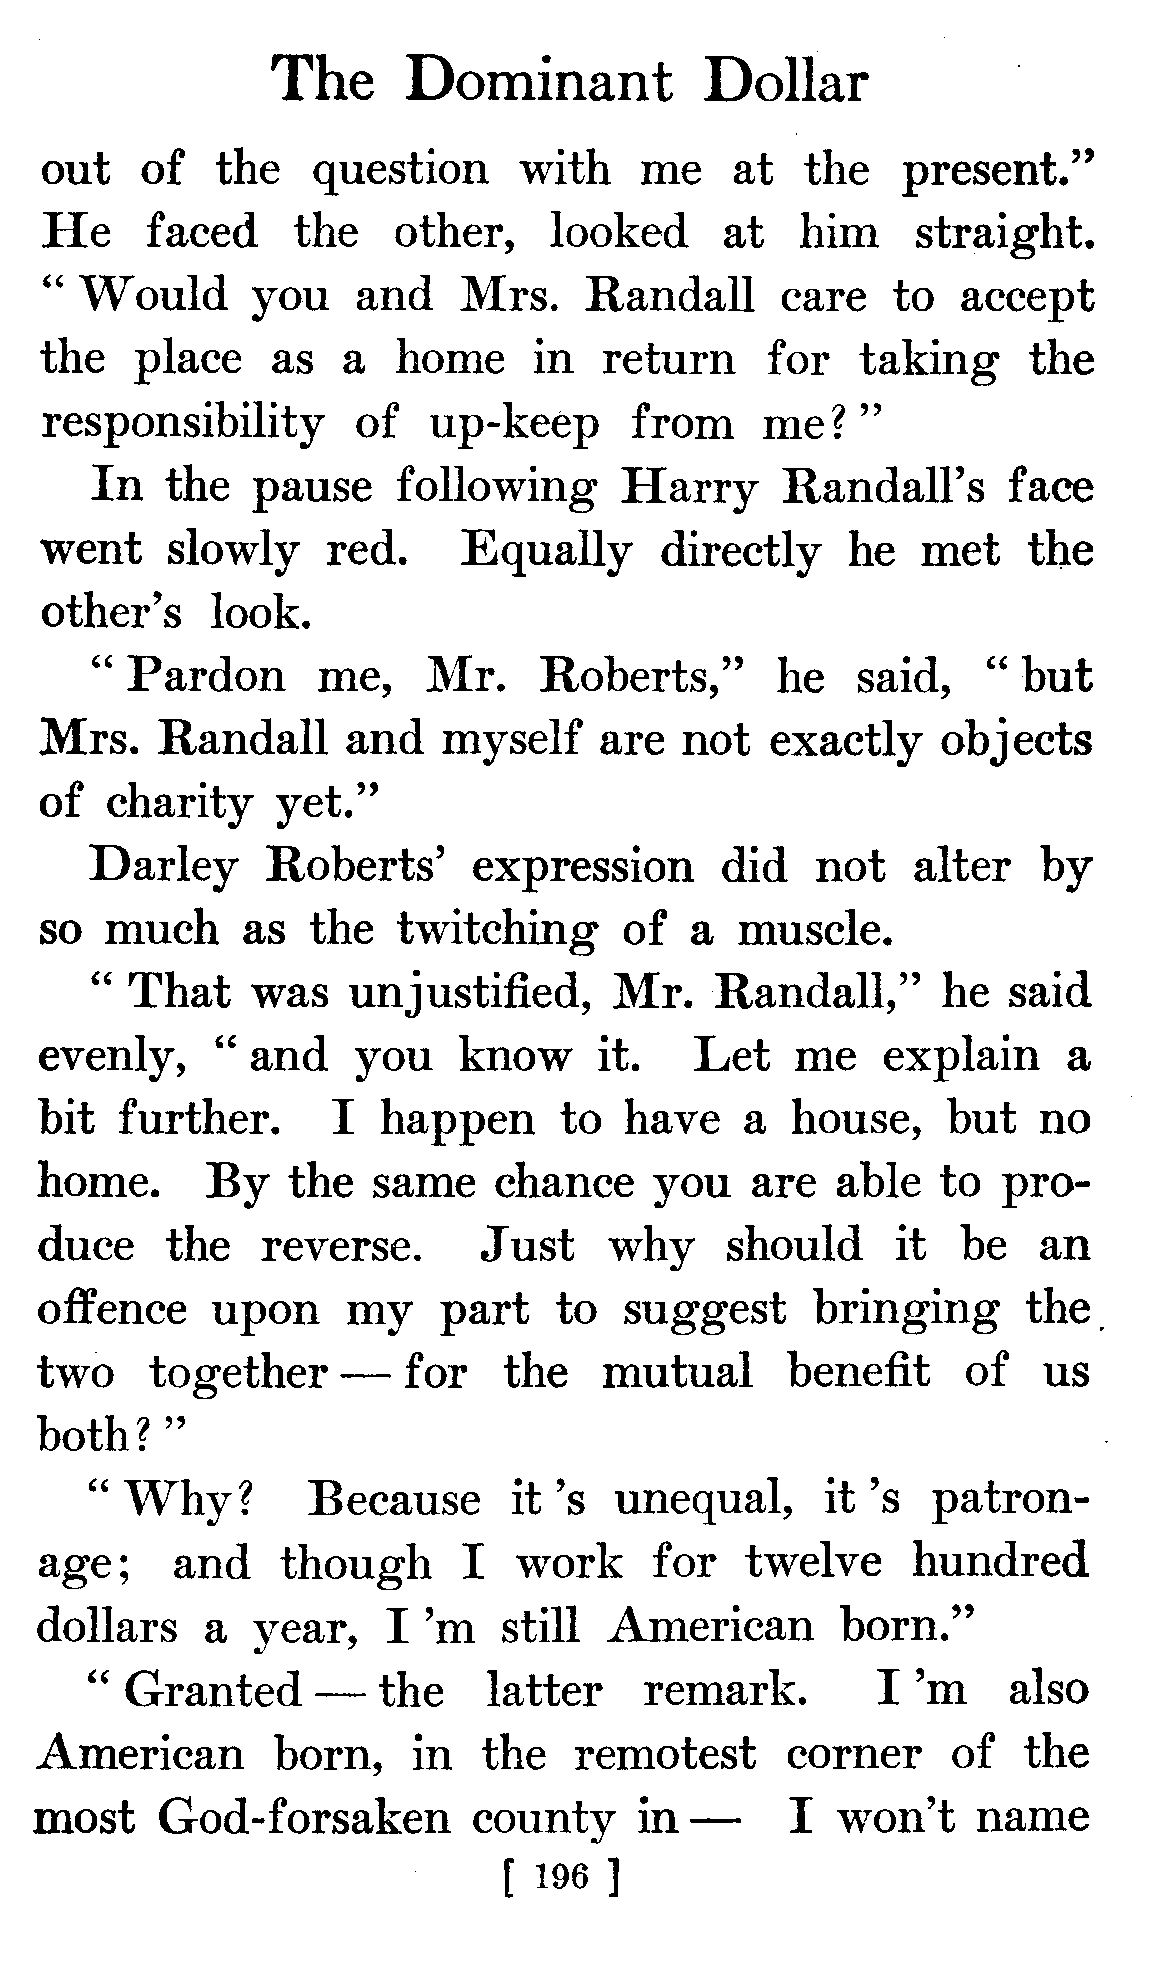 The Dominant Dollar
out of the question with me at the present.”
He faced the other, looked at him straight.
“ Would you and Mrs. Randall care to accept
the place as a home in return for taking the
responsibility of up-keep from me? ”
In the pause following Harry Randall’s face
went slowly red. Equally directly he met the
other’s look.
“ Pardon me, Mr. Roberts,” he said, “ but
Mrs. Randall and myself are not exactly objects
of charity yet.”
Darley Roberts’ expression did not alter by
so much as the twitching of a muscle.
“ That was unjustified, Mr. Randall,” he said
evenly, “ and you know it. Let me explain a
bit further. I happen to have a house, but no
home. By the same chance you are able to pro-
duce the reverse. Just why should it be an
offence upon my part to suggest bringing the
two together — for the mutual benefit of us
both? ”
“ Why? Because it ’s unequal, it ’s patron-
age; and though I work for twelve hundred
dollars a year, I ’m still American born.”
“ Granted — the latter remark. I ’m also
American born, in the remotest corner of the
most God-forsaken county in — I won’t name
[ 196 ]